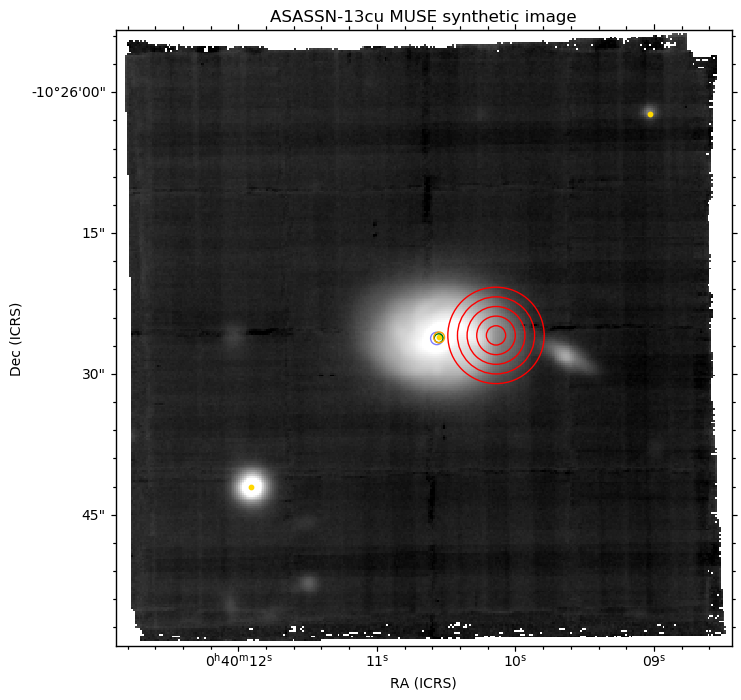 ASASSN-13cu MUSE synthetic image
-10°26'00"
15"
30"
45"
Dec (ICRS)
0ʰ40ᵐ12ˢ 11ˢ 10ˢ 09ˢ
RA (ICRS)